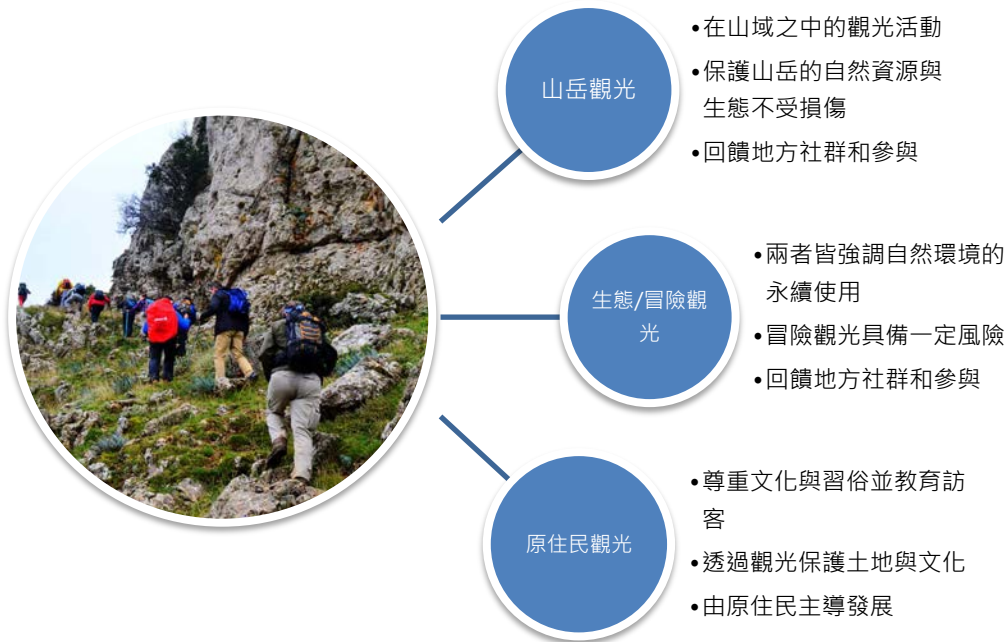 山岳觀光
•在山域之中的觀光活動
•保護山岳的自然資源與
生態不受損傷
•回饋地方社群和參與
生態/冒險觀
光
•兩者皆強調自然環境的
永續使用
•冒險觀光具備一定風險
•回饋地方社群和參與
原住民觀光
•尊重文化與習俗並教育訪
客
•透過觀光保護土地與文化
•由原住民主導發展